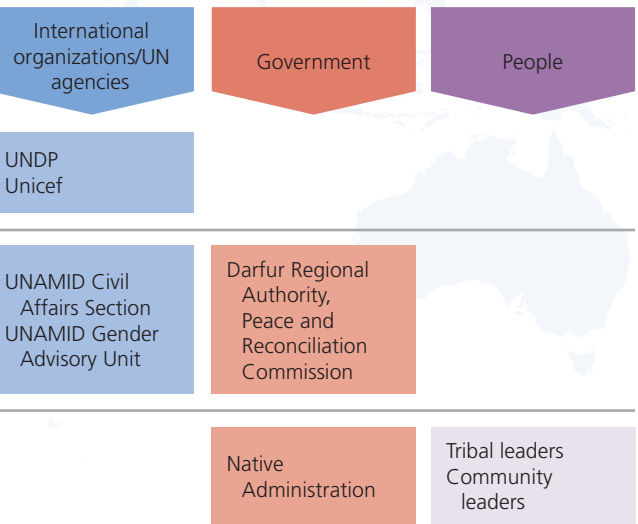 International
organizations/UN
agencies
Government
People
UNDP
Unicef
UNAMID Civil
Affairs Section
UNAMID Gender
Advisory Unit
Darfur Regional
Authority,
Peace and
Reconciliation
Commission
Native
Administration
Tribal leaders
Community
leaders